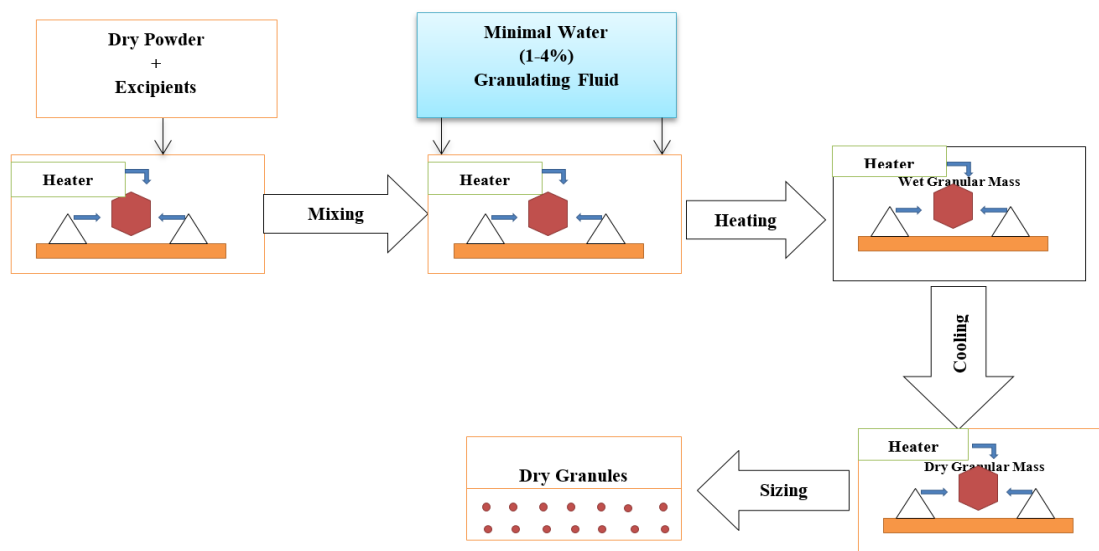 Dry Powder
+
Excipients
Minimal Water
(1-4%)
Granulating Fluid
Heater
Mixing
Heater
Heating
Heater
Wet Granular Mass
Cooling
Heater
Dry Granular Mass
Sizing
Dry Granules